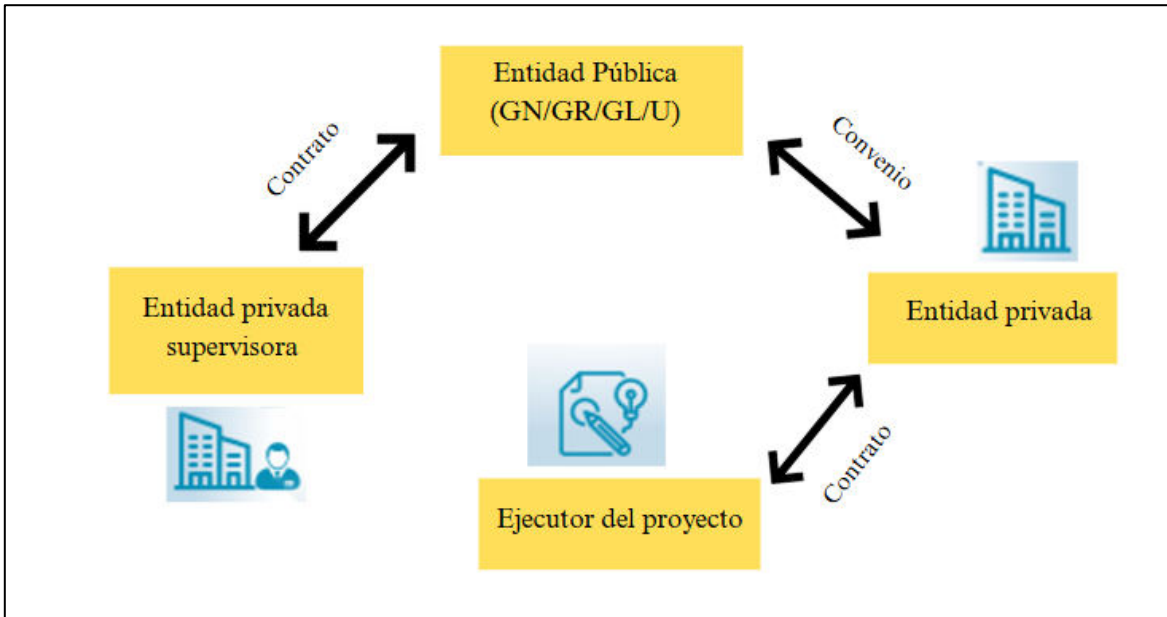 Entidad Pública
(GN/GR/GL/U)
Contrato
Convenio
Entidad privada
supervisora
Entidad privada
Ejecutor del proyecto
Contrato